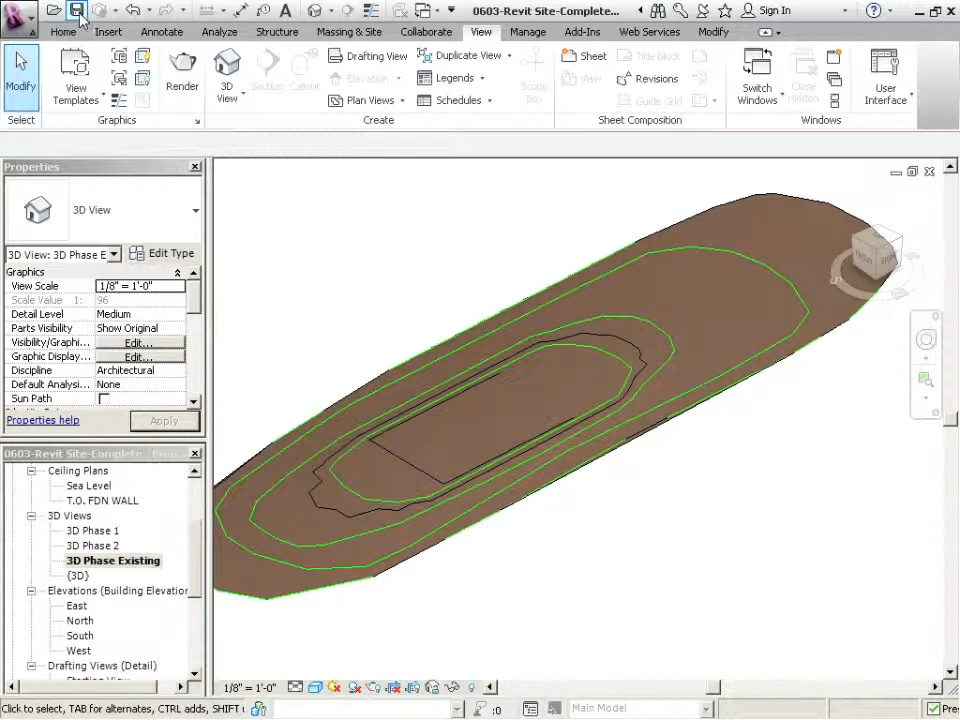 0603-Revit Site-Complete... Sign In
Home Insert Annotate Analyze Structure Massing & Site Collaborate View Manage Add-Ins Web Services Modify
Modify
View Templates
Render
3D View
Section
Callout
Drafting View
Elevation
Plan Views
Duplicate View
Legends
Schedules
Scope Box
Sheet
View
Title Block
Revisions
Guide Grid
Switch Windows
Close Hidden
User Interface
Select Graphics Create Sheet Composition Windows
Properties
3D View
3D View: 3D Phase E Edit Type
Graphics
View Scale 1/8" = 1'-0"
Scale Value 1: 96
Detail Level Medium
Parts Visibility Show Original
Visibility/Graphi... Edit...
Graphic Display... Edit...
Discipline Architectural
Default Analysi... None
Sun Path
Properties help Apply
0603-Revit Site-Complete
Ceiling Plans
Sea Level
T.O. FDN WALL
3D Views
3D Phase 1
3D Phase 2
3D Phase Existing
{3D}
Elevations (Building Elevation
East
North
South
West
Drafting Views (Detail)
1/8" = 1'-0"
Click to select, TAB for alternates, CTRL adds, SHIFT u :0 Main Model Pre